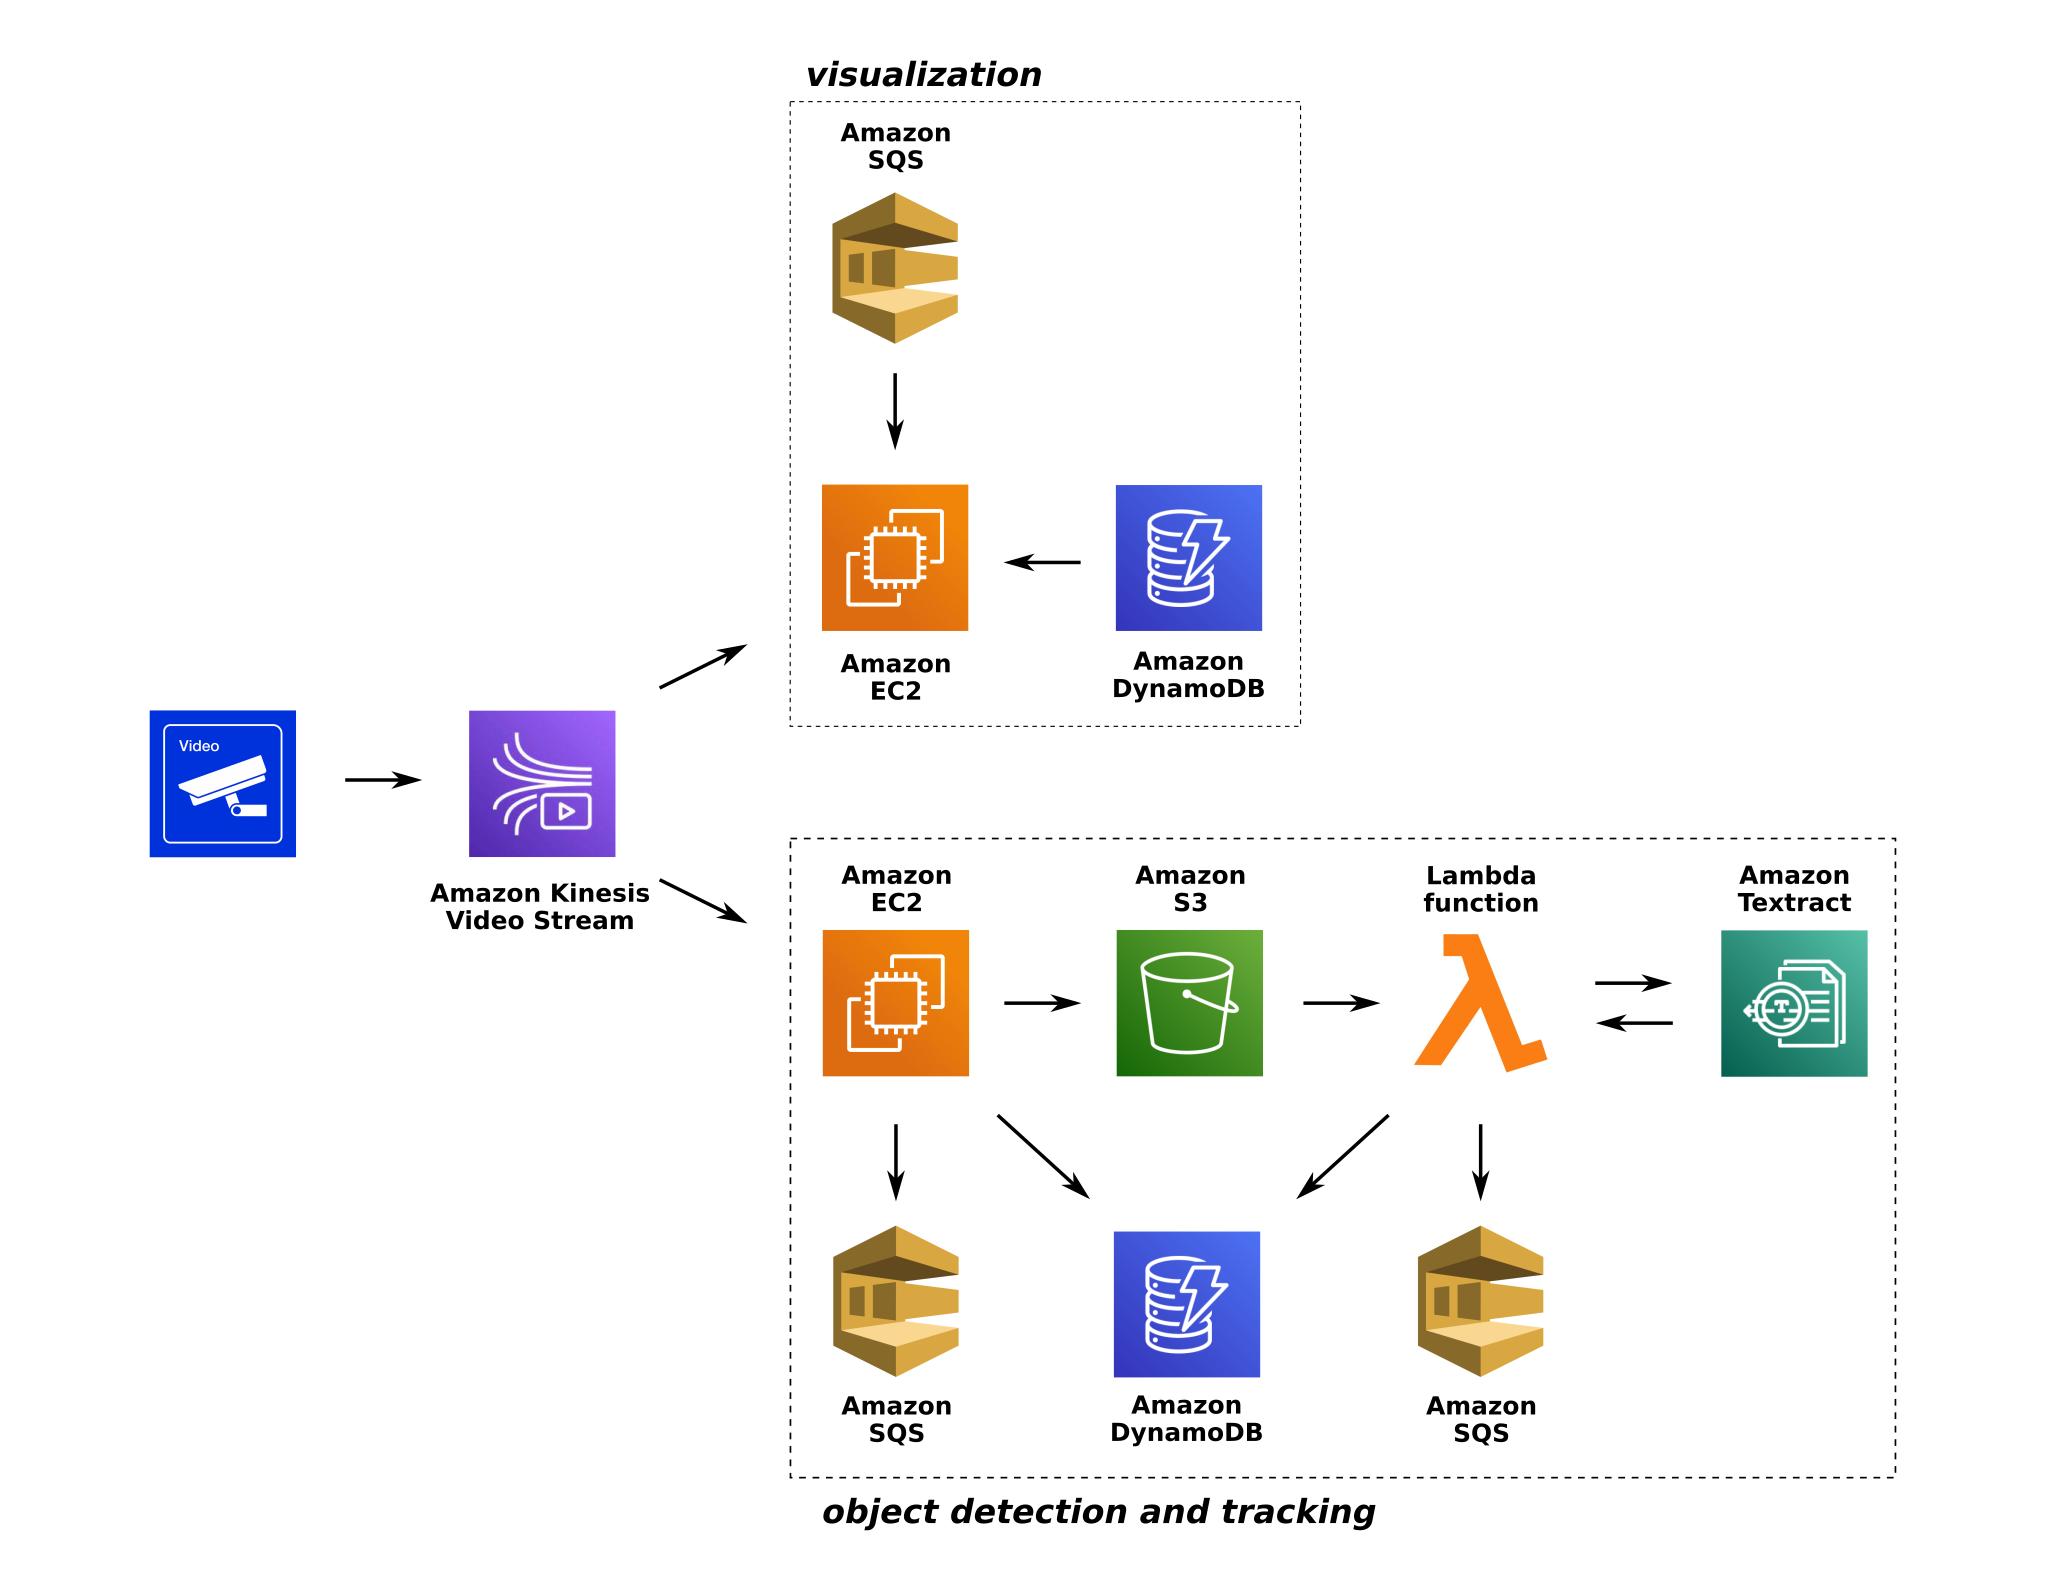 visualization
Amazon
SQS
Amazon
EC2
Amazon
DynamoDB
Video
Amazon Kinesis
Video Stream
Amazon
EC2
Amazon
S3
Lambda
function
Amazon
Textract
T
Amazon
SQS
Amazon
DynamoDB
Amazon
SQS
object detection and tracking